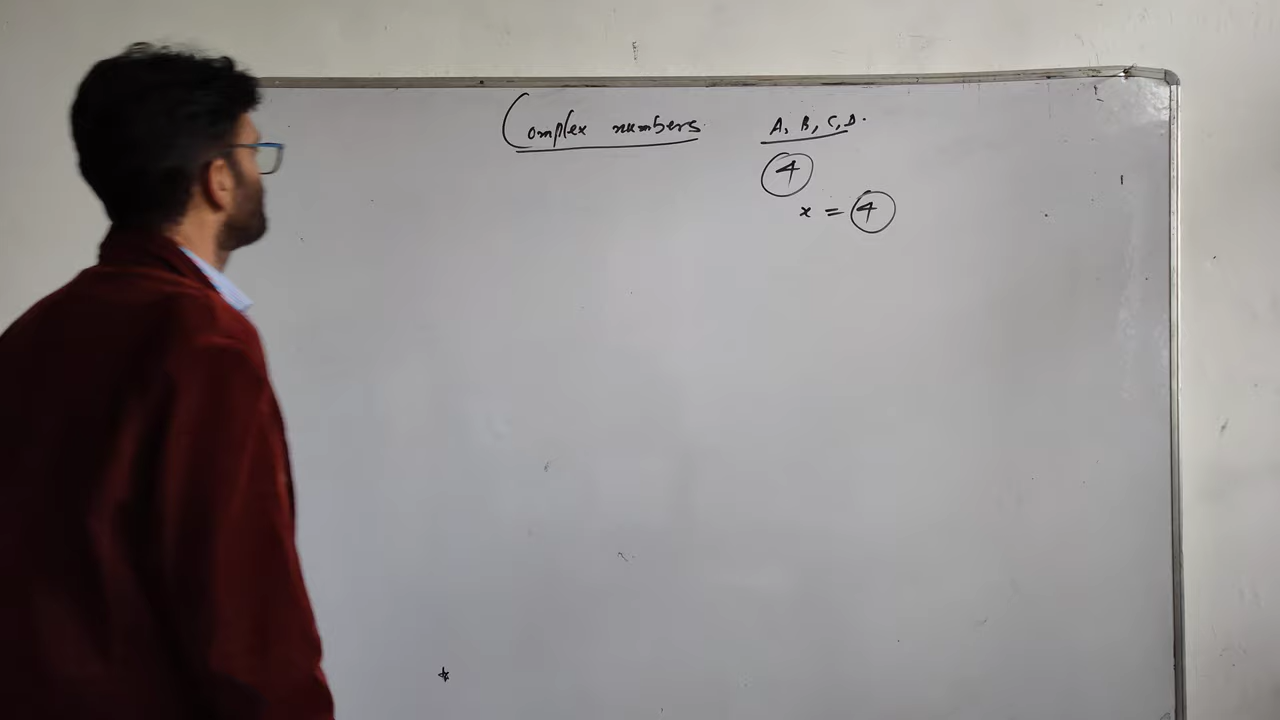 Complex numbers A, B, C, D.
4
x = 4